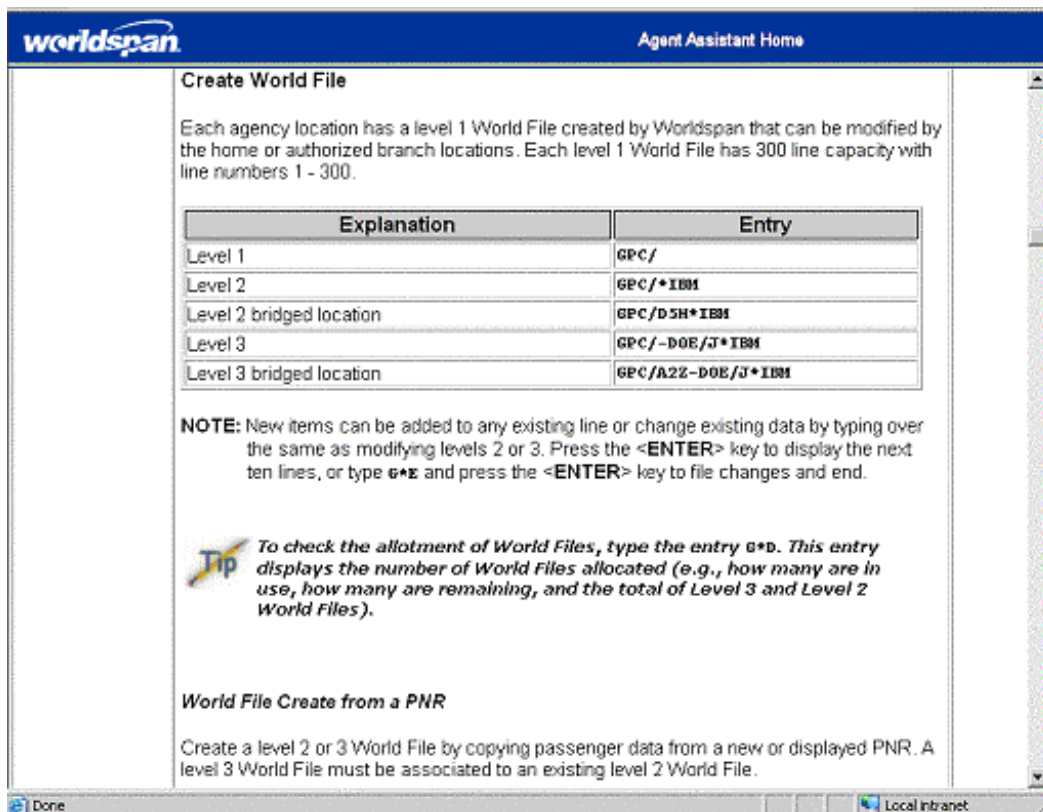 worldspan
Agent Assistant Home
Create World File
Each agency location has a level 1 World File created by Worldspan that can be modified by
the home or authorized branch locations. Each level 1 World File has 300 line capacity with
line numbers 1 - 300.
Explanation Entry
Level 1 GPC/
Level 2 GPC/*IBM
Level 2 bridged location GPC/D5H*IBM
Level 3 GPC/-DOE/J*IBM
Level 3 bridged location GPC/A2Z-DOE/J*IBM
NOTE: New items can be added to any existing line or change existing data by typing over
the same as modifying levels 2 or 3. Press the <ENTER> key to display the next
ten lines, or type G*E and press the <ENTER> key to file changes and end.
Tip
To check the allotment of World Files, type the entry G*D. This entry
displays the number of World Files allocated (e.g., how many are in
use, how many are remaining, and the total of Level 3 and Level 2
World Files).
World File Create from a PNR
Create a level 2 or 3 World File by copying passenger data from a new or displayed PNR. A
level 3 World File must be associated to an existing level 2 World File.
Done
Local intranet